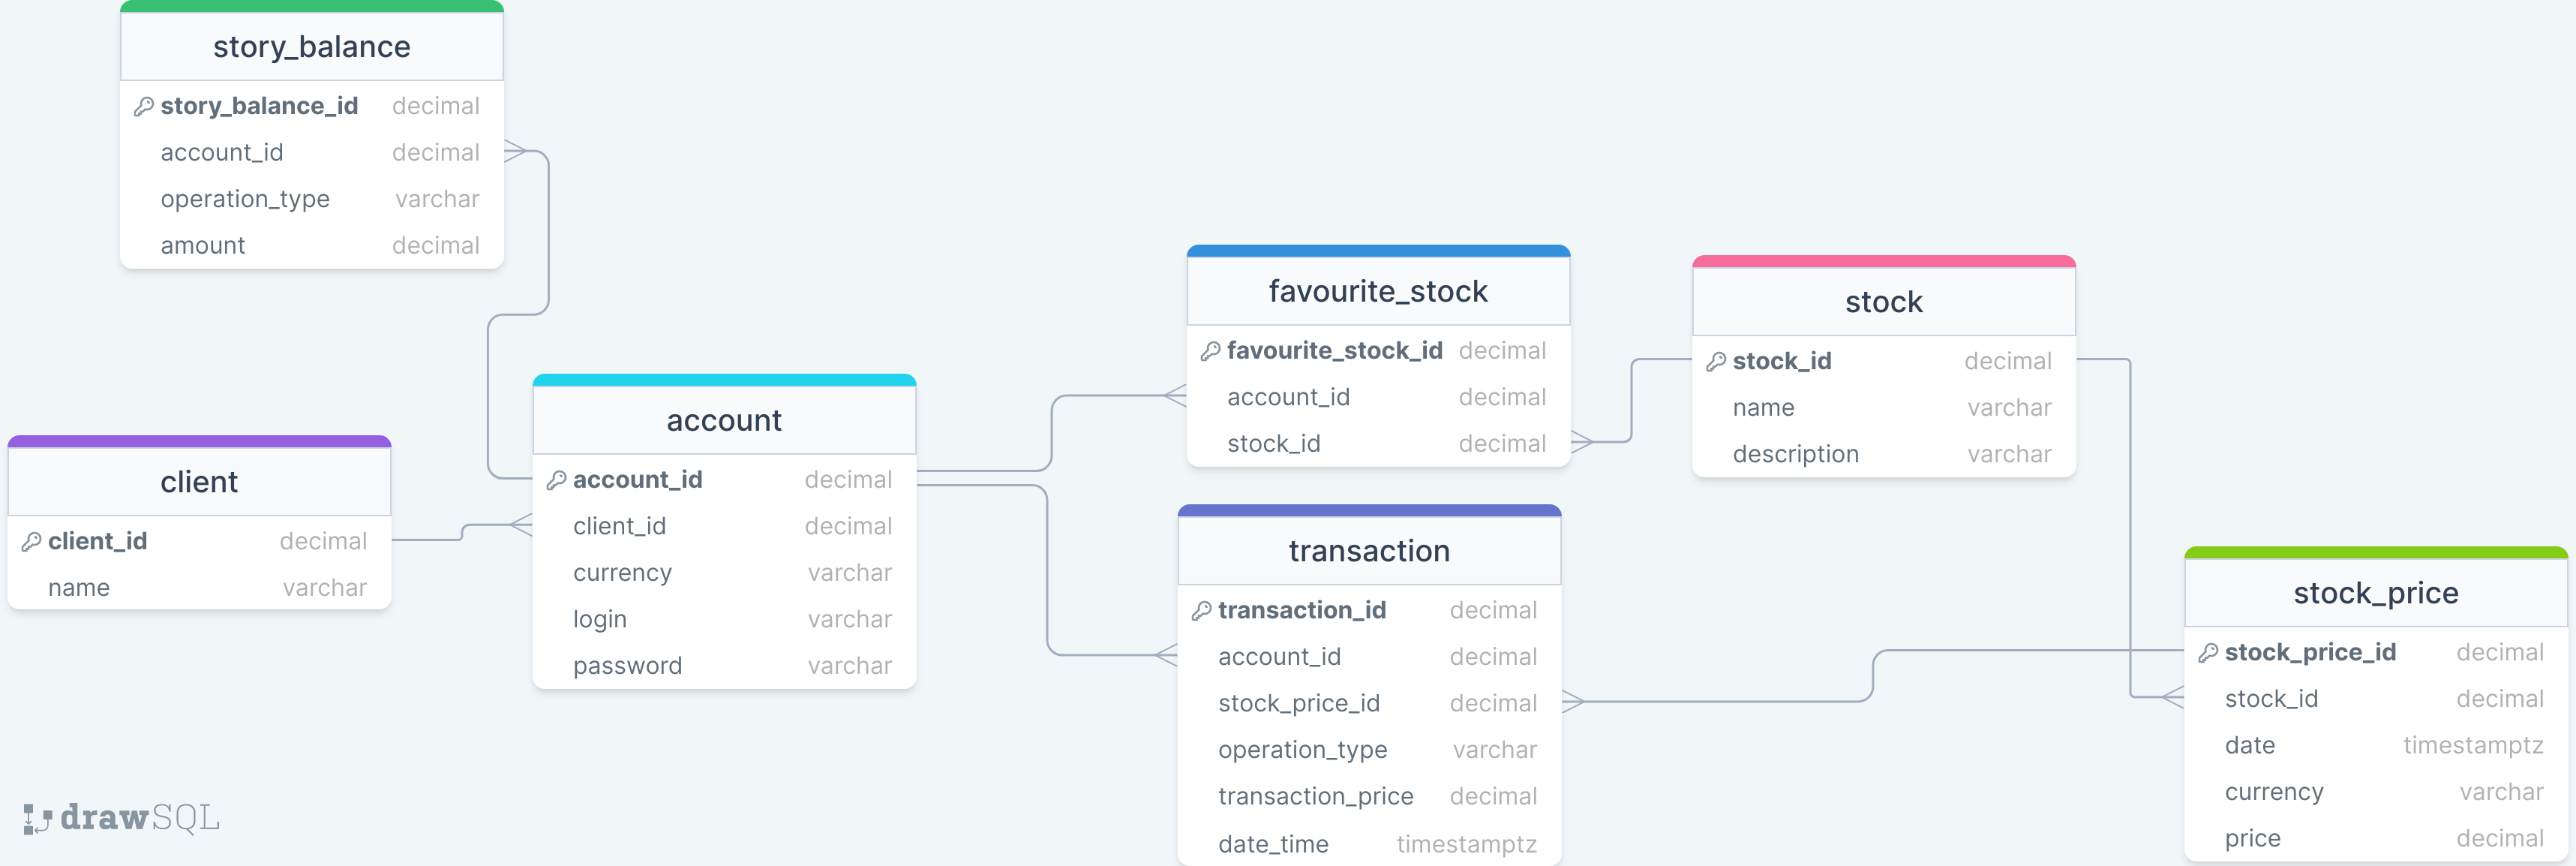 story_balance
story_balance_id decimal
account_id decimal
operation_type varchar
amount decimal
client
client_id decimal
name varchar
account
account_id decimal
client_id decimal
currency varchar
login varchar
password varchar
favourite_stock
favourite_stock_id decimal
account_id decimal
stock_id decimal
transaction
transaction_id decimal
account_id decimal
stock_price_id decimal
operation_type varchar
transaction_price decimal
date_time timestamptz
stock
stock_id decimal
name varchar
description varchar
stock_price
stock_price_id decimal
stock_id decimal
date timestamptz
currency varchar
price decimal
drawSQL